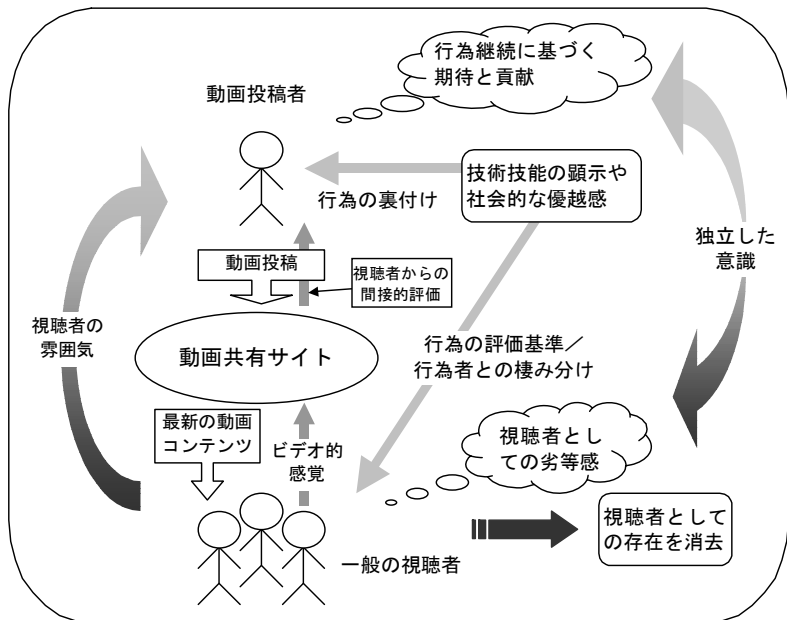 行為継続に基づく
期待と貢献
動画投稿者
技術技能の顕示や
社会的な優越感
行為の裏付け
独立した
意識
動画投稿
視聴者からの
間接的評価
視聴者の
雰囲気
動画共有サイト
行為の評価基準／
行為者との棲み分け
最新の動画
コンテンツ
ビデオ的
感覚
視聴者とし
ての劣等感
視聴者として
の存在を消去
一般の視聴者